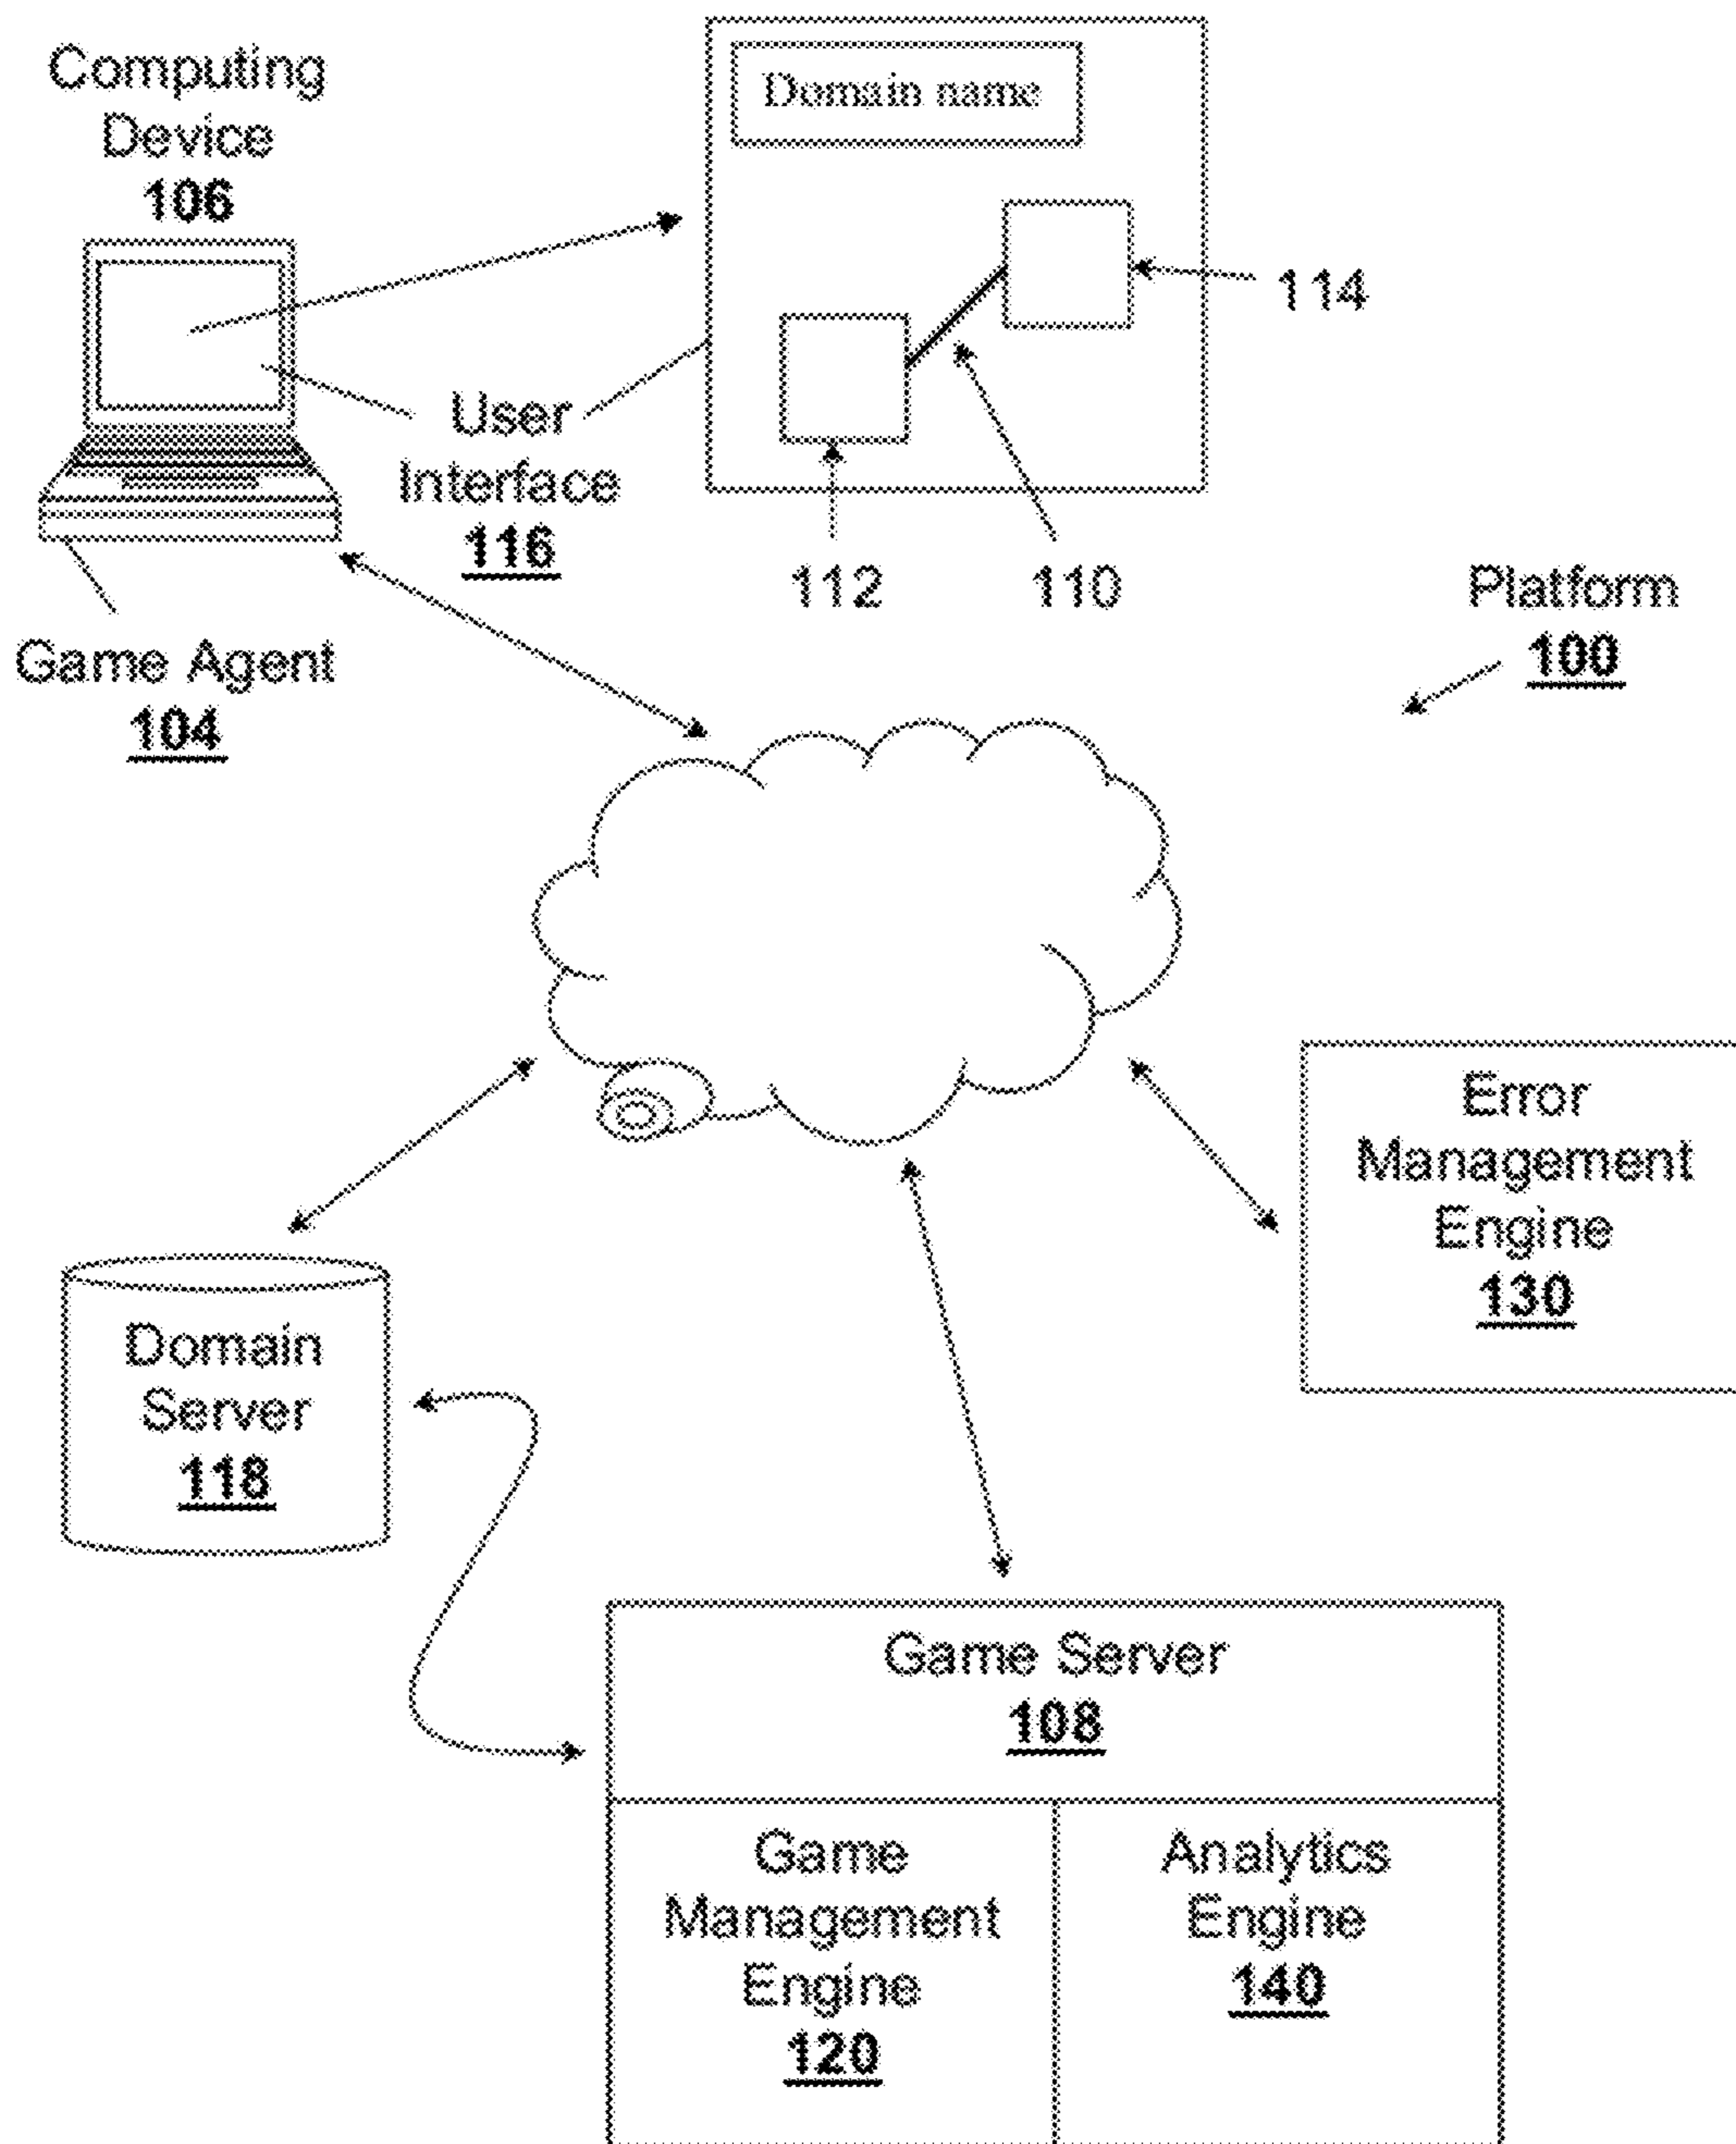 Computing
Device
106
Domain name
114
User
Interface
116
112
110
Game Agent
104
Platform
100
Error
Management
Engine
130
Domain
Server
118
Game Server
108
Game
Management
Engine
120
Analytics
Engine
140